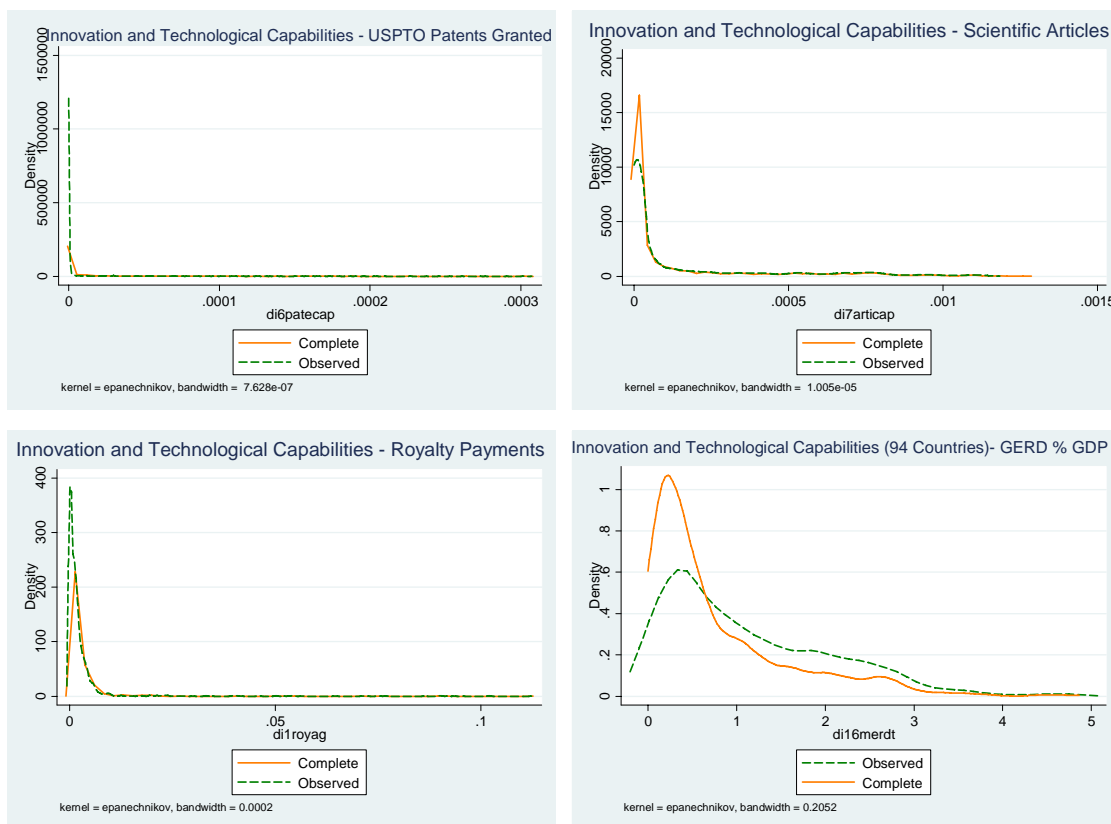 Innovation and Technological Capabilities - USPTO Patents Granted
Density
1500000
1000000
500000
0
0 .0001 .0002 .0003
di6patecap
Complete
Observed
kernel = epanechnikov, bandwidth = 7.628e-07
Innovation and Technological Capabilities - Scientific Articles
Density
20000
15000
10000
5000
0
0 .0005 .001 .0015
di7articap
Complete
Observed
kernel = epanechnikov, bandwidth = 1.005e-05
Innovation and Technological Capabilities - Royalty Payments
Density
400
300
200
100
0
0 .05 .1
di1royag
Complete
Observed
kernel = epanechnikov, bandwidth = 0.0002
Innovation and Technological Capabilities (94 Countries)- GERD % GDP
Density
1
.8
.6
.4
.2
0
0 1 2 3 4 5
di16merdt
Observed
Complete
kernel = epanechnikov, bandwidth = 0.2052